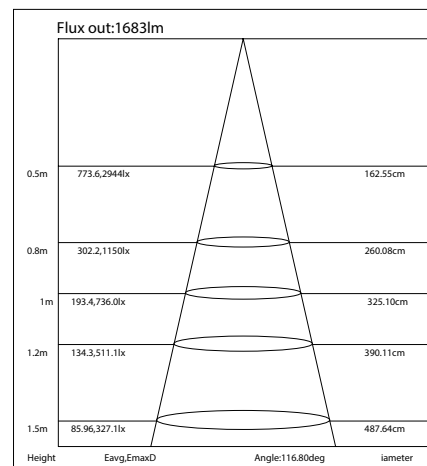 Flux out:1683lm
0.5m 773.6,2944lx 162.55cm
0.8m 302.2,1150lx 260.08cm
1m 193.4,736.0lx 325.10cm
1.2m 134.3,511.1lx 390.11cm
1.5m 85.96,327.1lx 487.64cm
Height Eavg,EmaxD Angle:116.80deg iameter